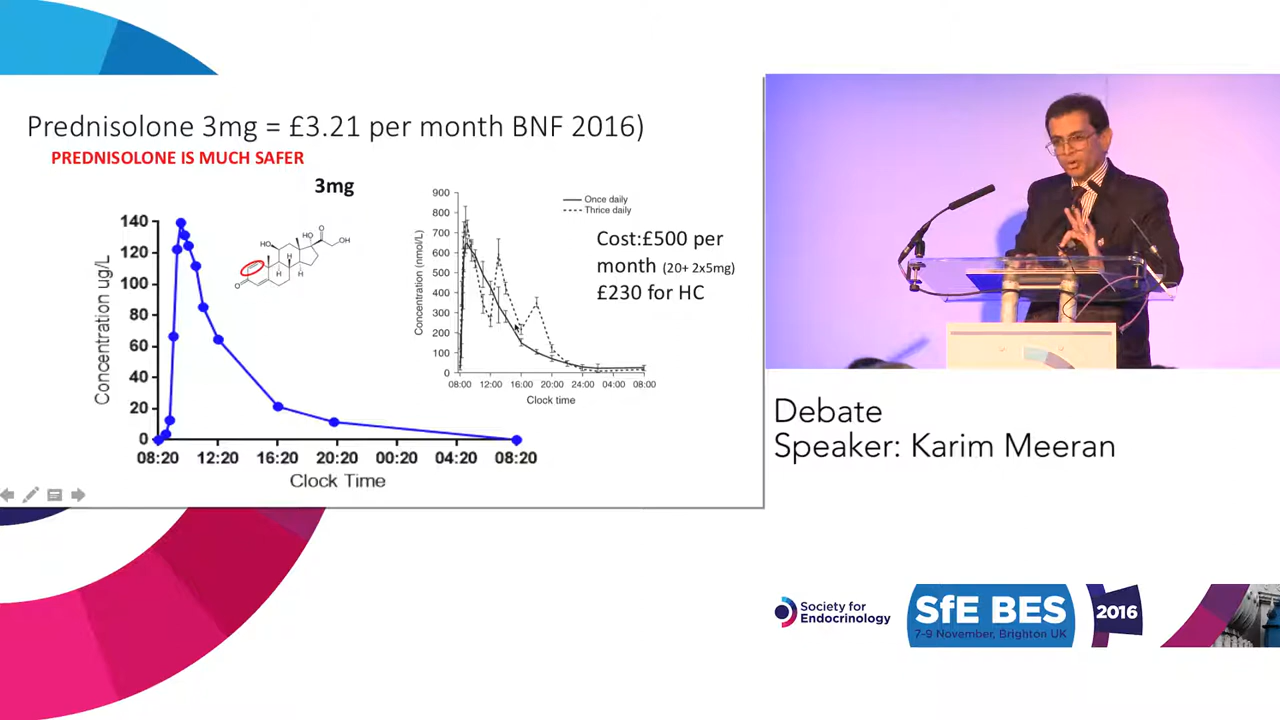 Prednisolone 3mg = £3.21 per month BNF 2016)
PREDNISOLONE IS MUCH SAFER
3mg
140
120
100
80
60
40
20
0
Concentration ug/L
08:20 12:20 16:20 20:20 00:20 04:20 08:20
Clock Time
HO
OH
O
OH
H
H
H
O
900
800
700
600
500
400
300
200
100
0
Concentration (nmol/L)
Once daily
Thrice daily
08:00 12:00 16:00 20:00 24:00 04:00 08:00
Clock time
Cost:£500 per
month (20+ 2x5mg)
£230 for HC
Debate
Speaker: Karim Meeran
Society for
Endocrinology
SfE BES
7-9 November, Brighton UK
2016